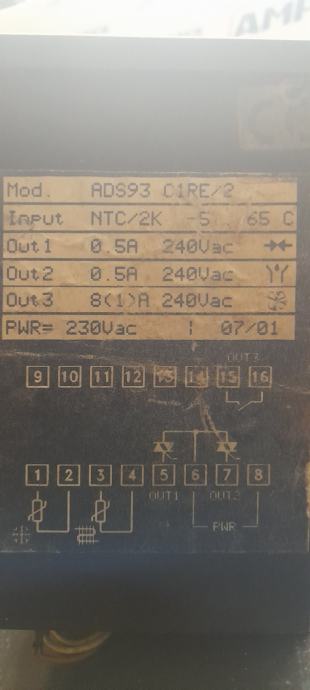 Mod. ADS93 C1RE/2
Input NTC/2K -5 .. 65 C
Out1 0.5A 240Vac
Out2 0.5A 240Vac
Out3 8(1)A 240Vac
PWR= 230Vac | 07/01
OUT3
9 10 11 12 13 14 15 16
1 2 3 4 5 6 7 8
OUT1 OUT2
PWR